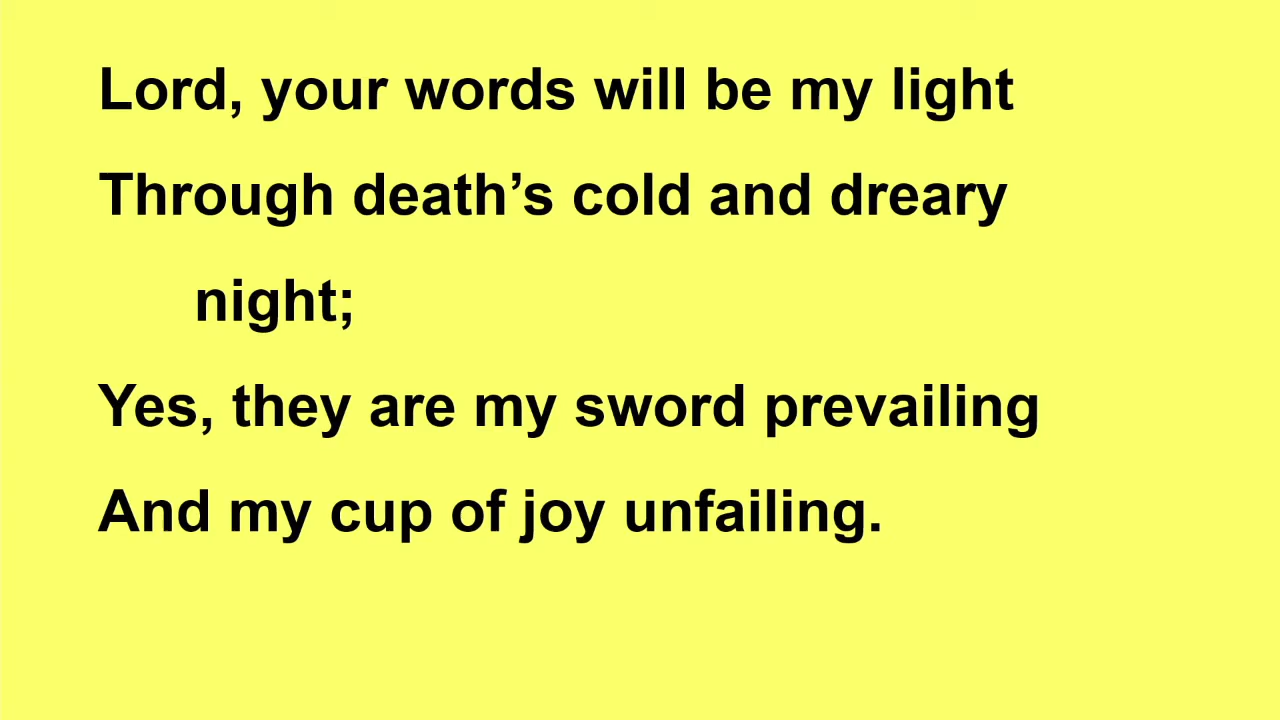 Lord, your words will be my light
Through death’s cold and dreary
night;
Yes, they are my sword prevailing
And my cup of joy unfailing.